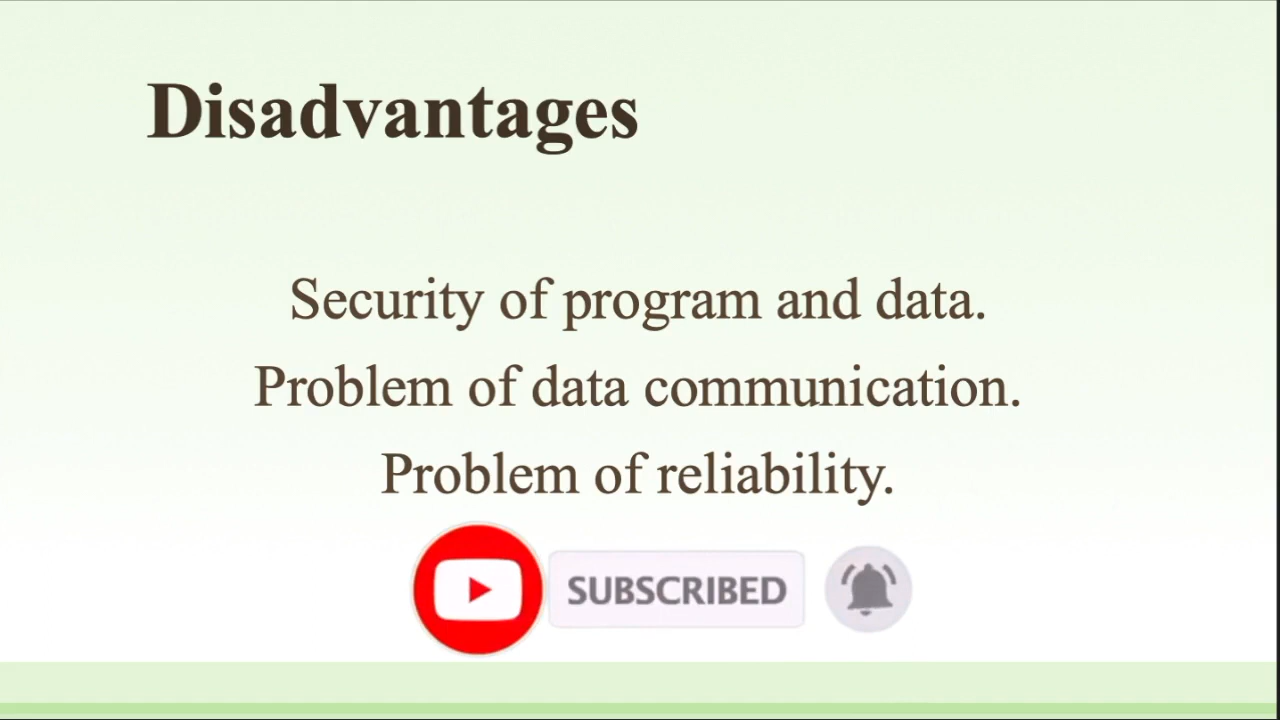 Disadvantages
Security of program and data.
Problem of data communication.
Problem of reliability.
SUBSCRIBED